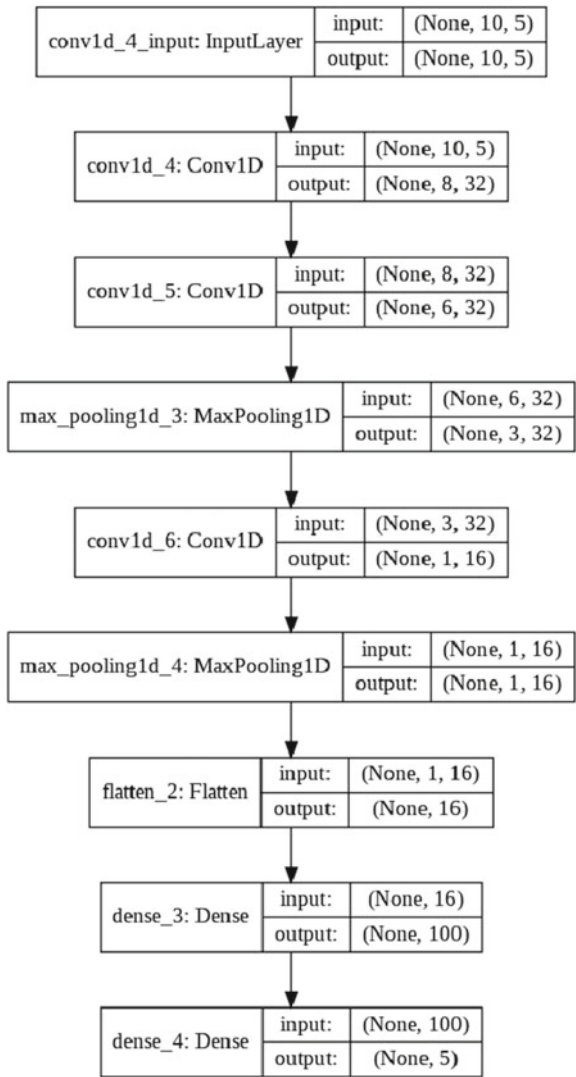 conv1d_4_input: InputLayer
input: (None, 10, 5)
output: (None, 10, 5)
conv1d_4: Conv1D
input: (None, 10, 5)
output: (None, 8, 32)
conv1d_5: Conv1D
input: (None, 8, 32)
output: (None, 6, 32)
max_pooling1d_3: MaxPooling1D
input: (None, 6, 32)
output: (None, 3, 32)
conv1d_6: Conv1D
input: (None, 3, 32)
output: (None, 1, 16)
max_pooling1d_4: MaxPooling1D
input: (None, 1, 16)
output: (None, 1, 16)
flatten_2: Flatten
input: (None, 1, 16)
output: (None, 16)
dense_3: Dense
input: (None, 16)
output: (None, 100)
dense_4: Dense
input: (None, 100)
output: (None, 5)